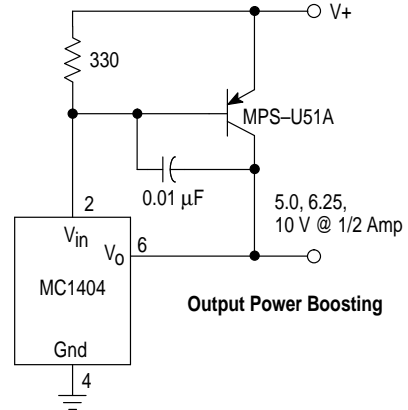 V+
330
MPS–U51A
0.01 μF
2
5.0, 6.25,
10 V @ 1/2 Amp
Vin
Vo
6
MC1404
Output Power Boosting
Gnd
4